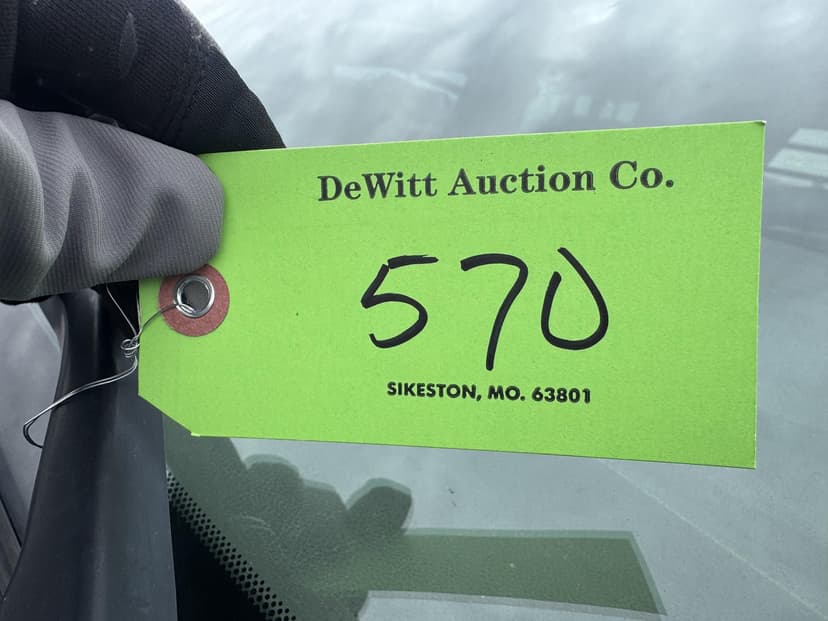 DeWitt Auction Co.
570
SIKESTON, MO. 63801